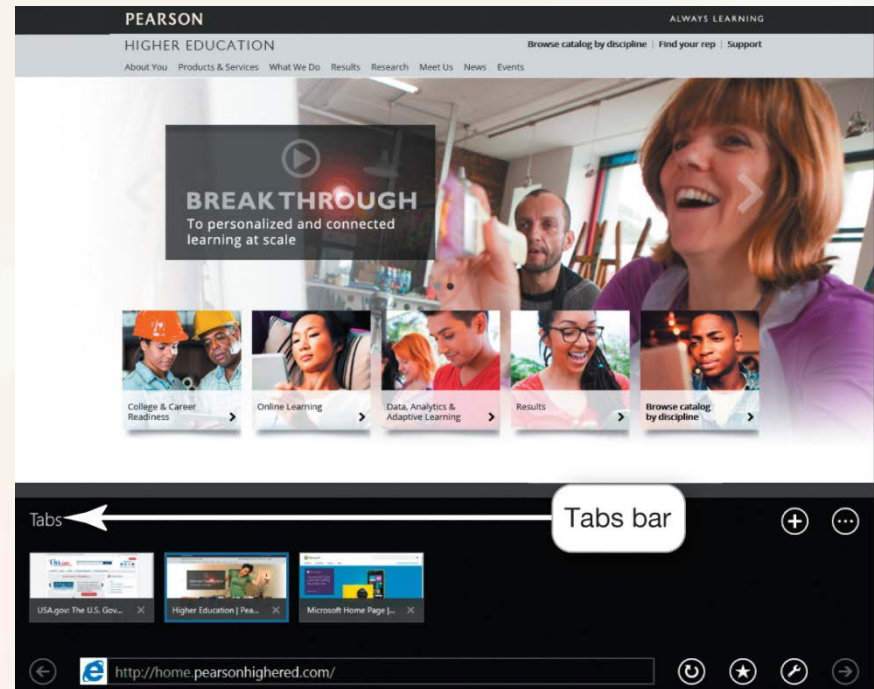 PEARSON
ALWAYS LEARNING
HIGHER EDUCATION
Browse catalog by discipline | Find your rep | Support
About You Products & Services What We Do Results Research Meet Us News Events
BREAKTHROUGH
To personalized and connected
learning at scale
College & Career
Readiness
Online Learning
Data, Analytics &
Adaptive Learning
Results
Browse catalog
by discipline
Tabs
Tabs bar
USA.gov: The U.S. Gov...
Higher Education | Pea...
Microsoft Home Page |...
http://home.pearsonhighered.com/